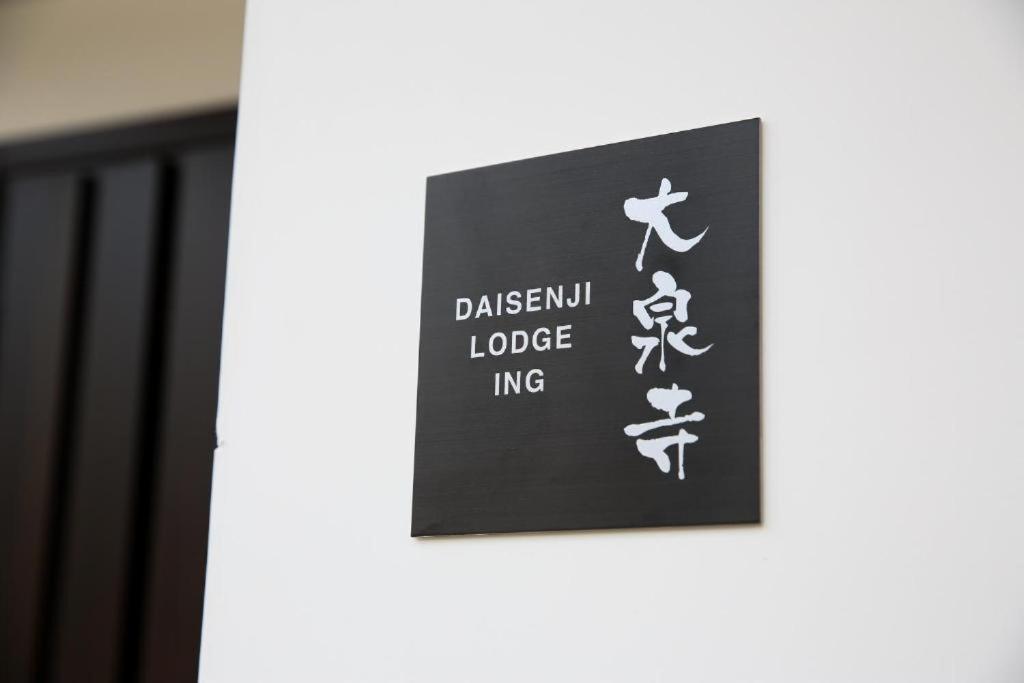 大泉寺
DAISENJI
LODGE
ING